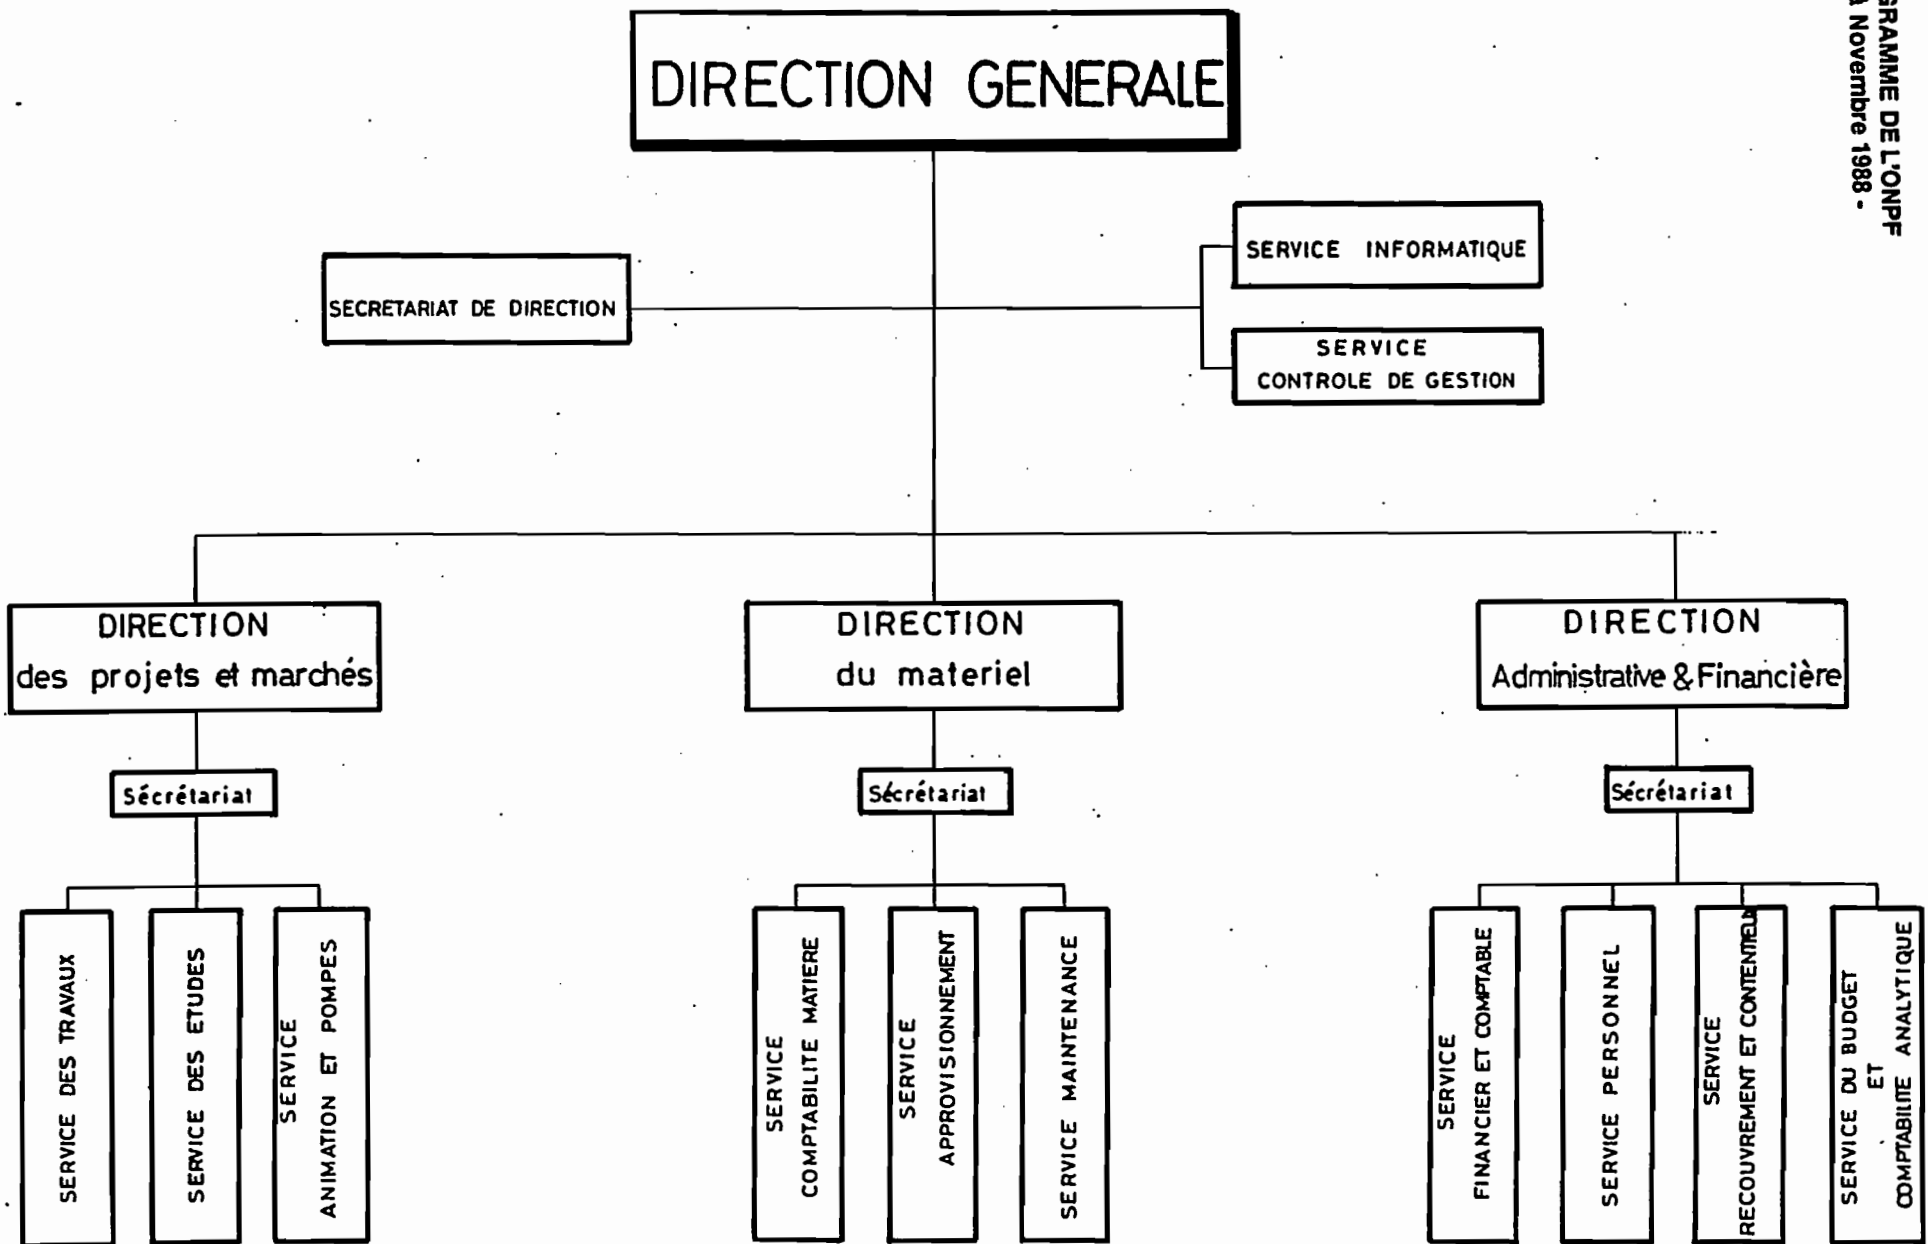 GRAMME DE L'ONPF
Novembre 1988 -
DIRECTION GENERALE
SECRETARIAT DE DIRECTION
SERVICE INFORMATIQUE
SERVICE
CONTROLE DE GESTION
DIRECTION
des projets et marchés
DIRECTION
du materiel
DIRECTION
Administrative & Financière
Sécrétariat
Sécrétariat
Sécrétariat
SERVICE DES TRAVAUX
SERVICE DES ETUDES
SERVICE
ANIMATION ET POMPES
SERVICE
COMPTABILITE MATIERE
SERVICE
APPROVISIONNEMENT
SERVICE MAINTENANCE
SERVICE
FINANCIER ET COMPTABLE
SERVICE PERSONNEL
SERVICE
RECOUVREMENT ET CONTENTIEUX
SERVICE DU BUDGET
ET
COMPTABILITE ANALYTIQUE